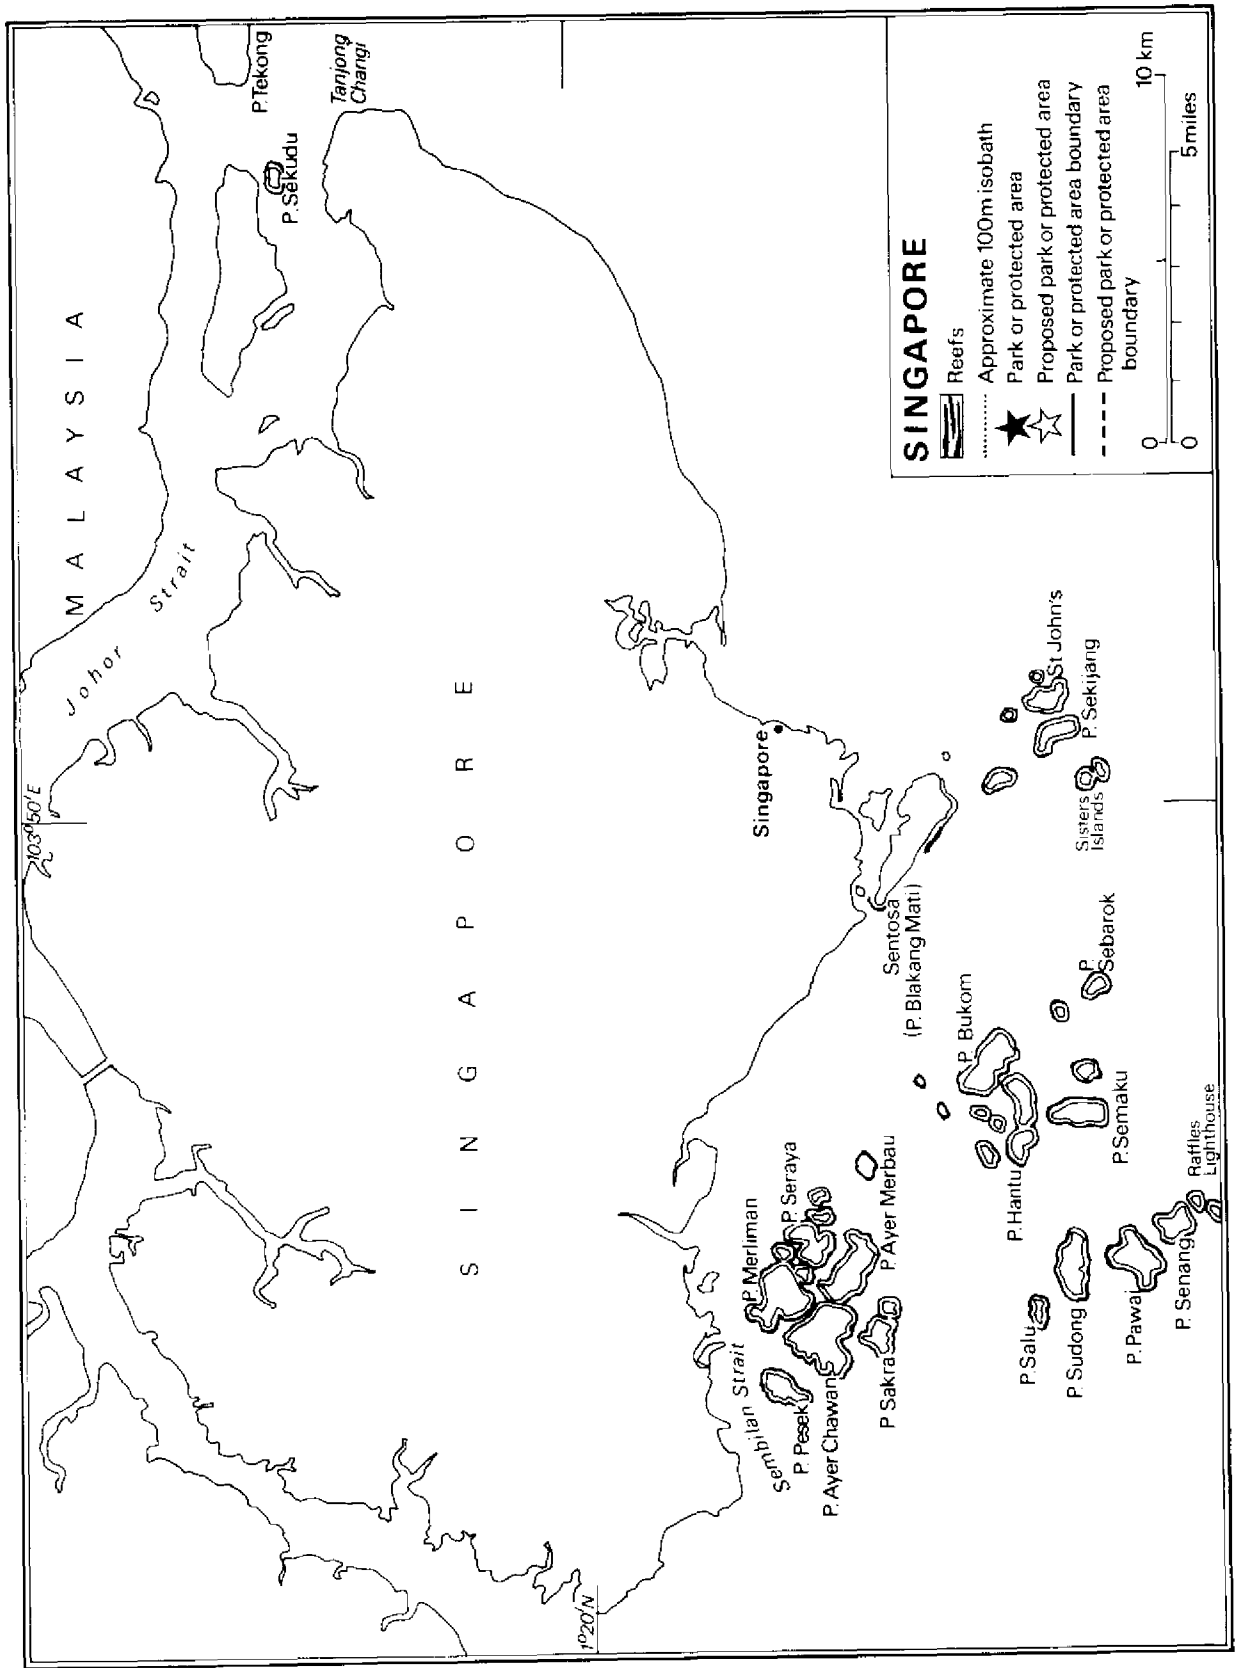 103°50'E
MALAYSIA
Johor Strait
P.Tekong
P.Sekudu
Tanjong
Changi
SINGAPORE
1°20'N
Singapore
Sembilan Strait
P. Merliman
P. Seraya
P. Pesek
P. Ayer Chawan
P Sakra
P. Ayer Merbau
Sentosa
(P. Blakang Mati)
P. Bukom
P. Hantu
P.Semaku
P.
Sebarok
Sisters
Islands
St John's
P. Sekijang
P.Salu
P. Sudong
P. Pawai
P. Senang
Raffles
Lighthouse
SINGAPORE
Reefs
Approximate 100m isobath
Park or protected area
Proposed park or protected area
Park or protected area boundary
Proposed park or protected area
boundary
0 10 km
0 5miles